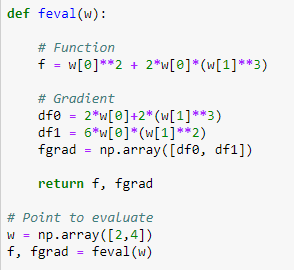 def feval(w):
    # Function
    f = w[0]**2 + 2*w[0]*(w[1]**3)
    # Gradient
    df0 = 2*w[0]+2*(w[1]**3)
    df1 = 6*w[0]*(w[1]**2)
    fgrad = np.array([df0, df1])
    return f, fgrad
# Point to evaluate
w = np.array([2,4])
f, fgrad = feval(w)